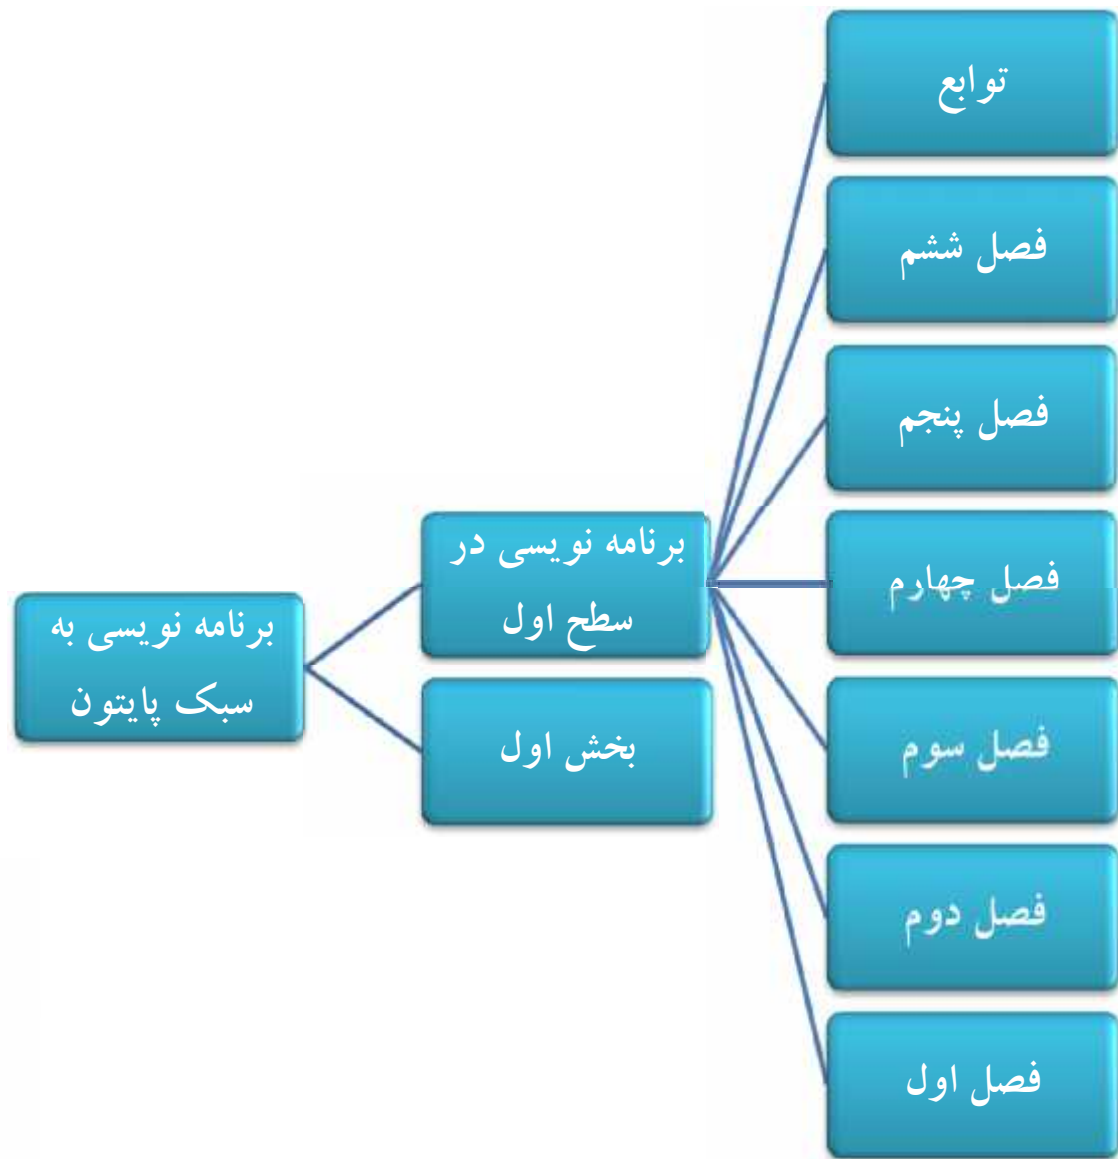 توابع
فصل ششم
فصل پنجم
فصل چهارم
فصل سوم
فصل دوم
فصل اول
برنامه نویسی در
سطح اول
بخش اول
برنامه نویسی به
سبک پایتون